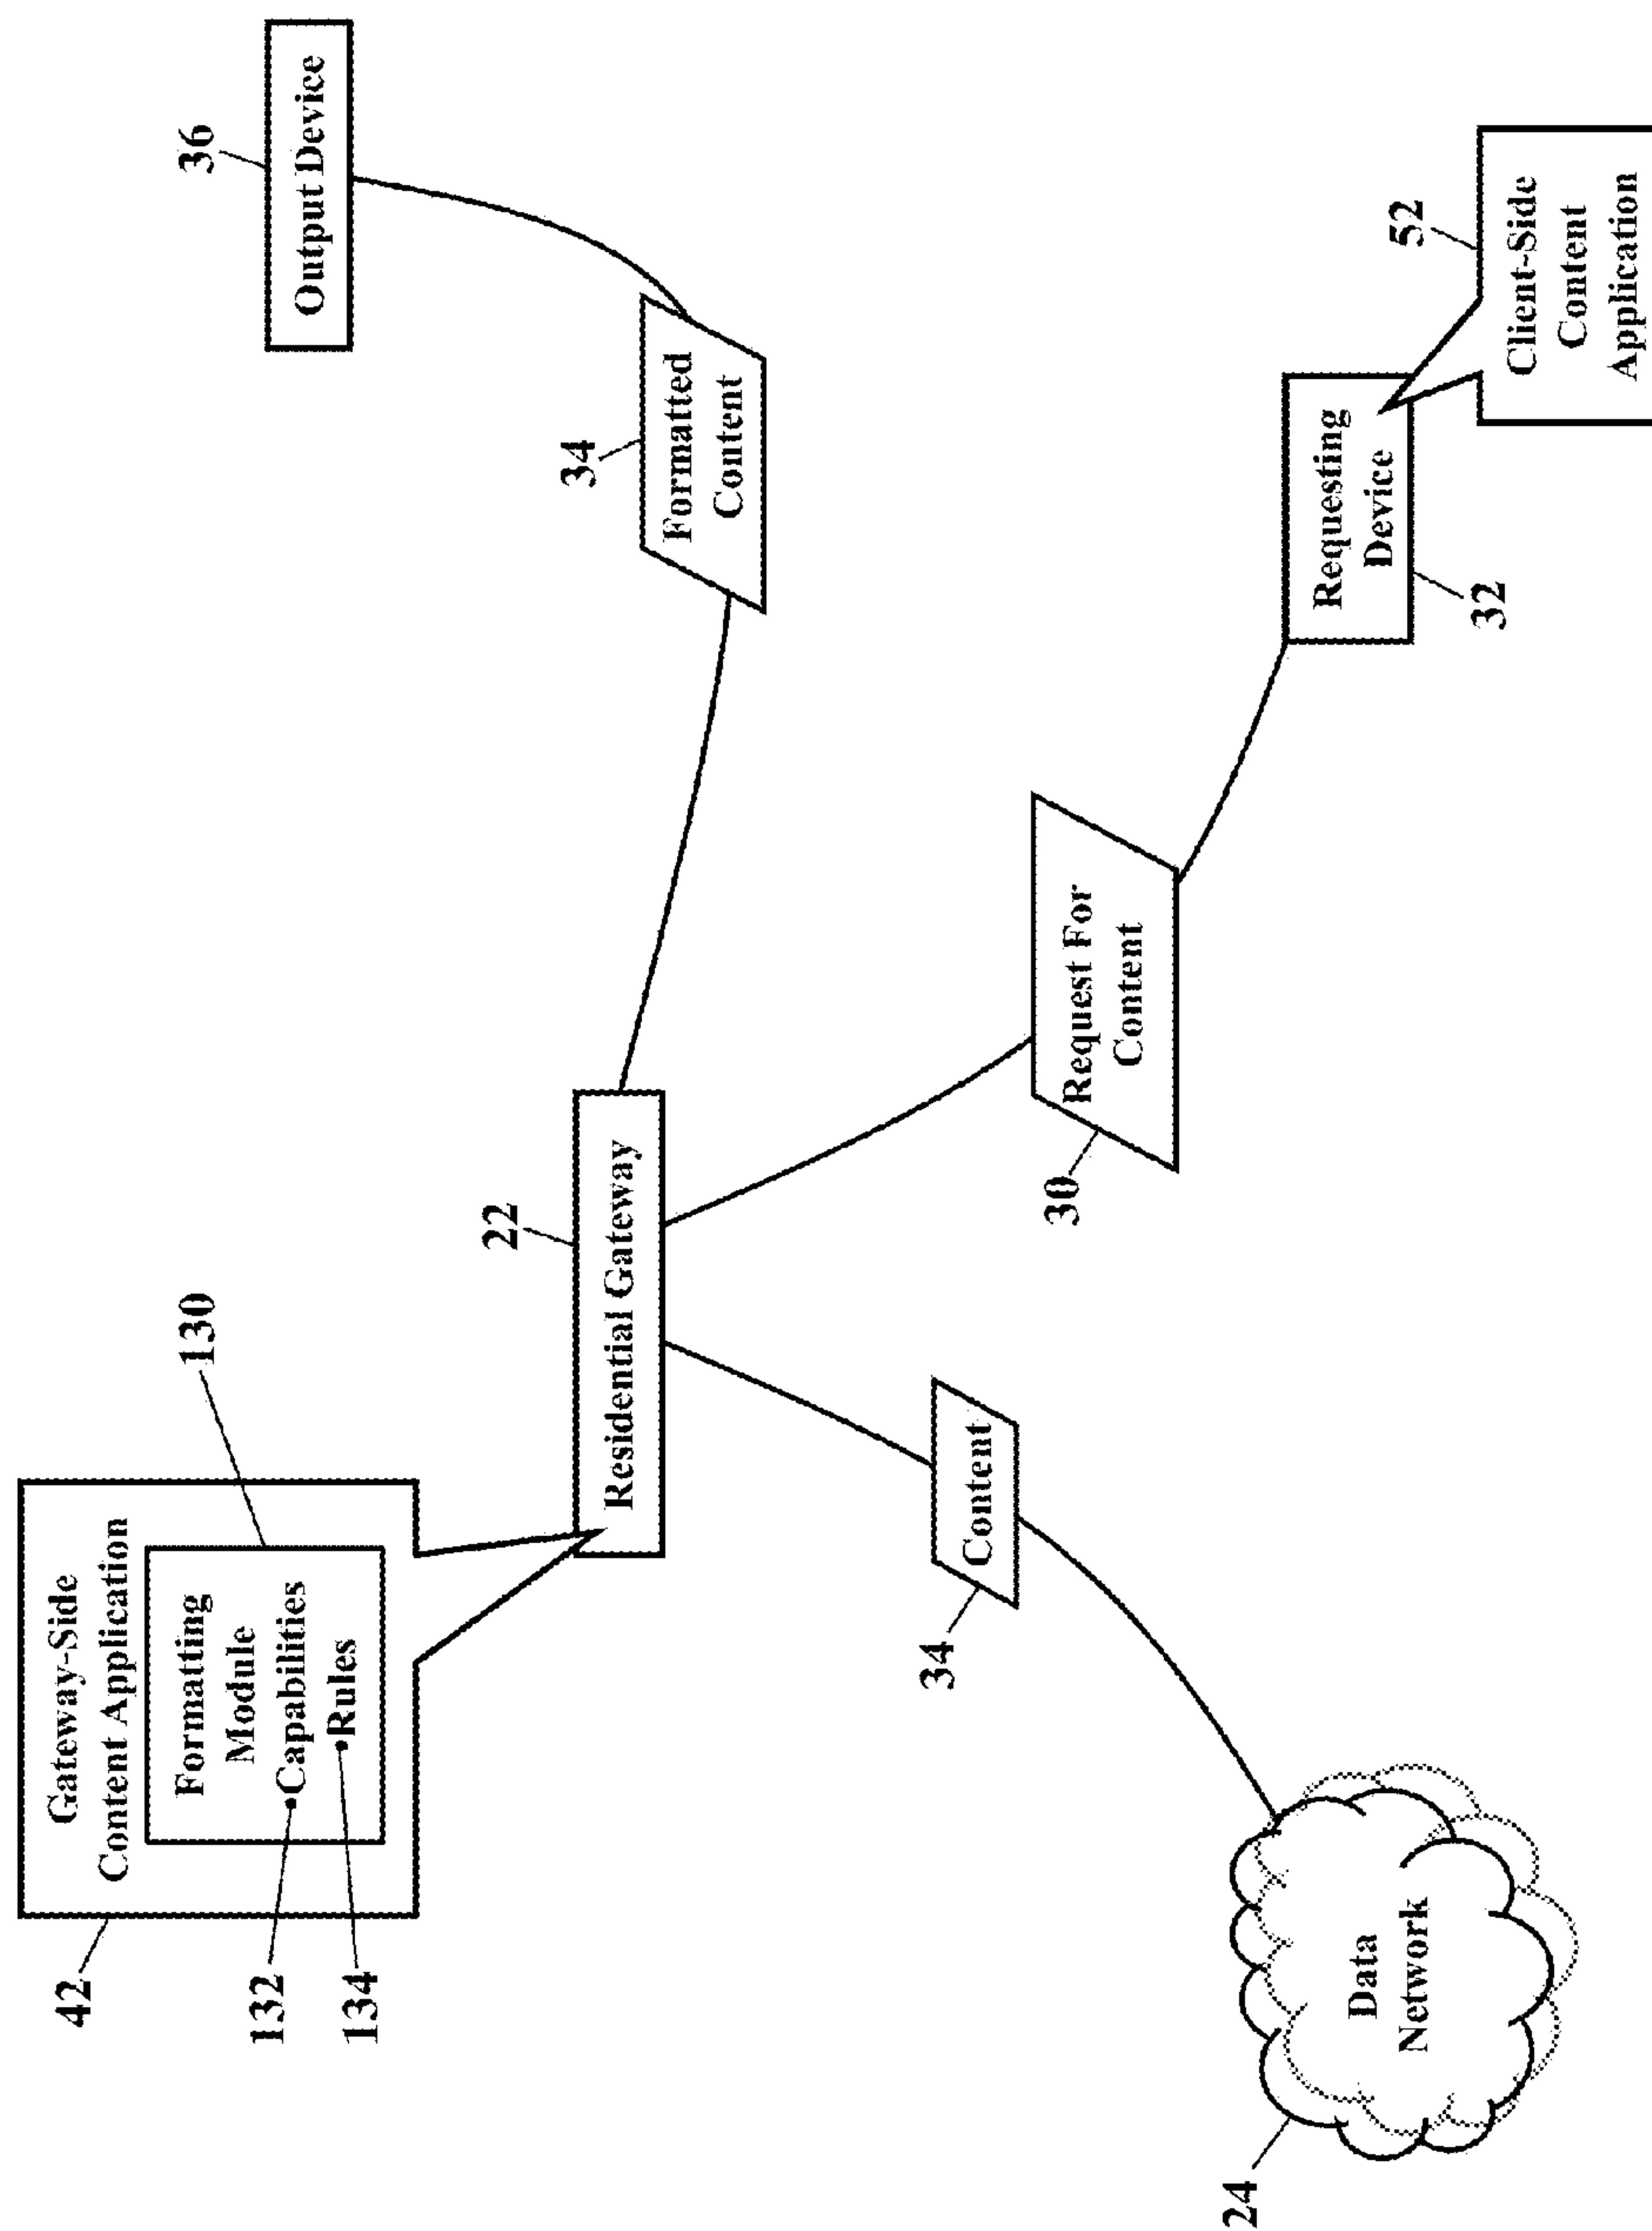 42
Gateway-Side
Content Application
130
Formatting
Module
132
Capabilities
134
Rules
22
Residential Gateway
36
Output Device
34
Formatted
Content
34
Content
30
Request For
Content
24
Data
Network
32
Requesting
Device
52
Client-Side
Content
Application